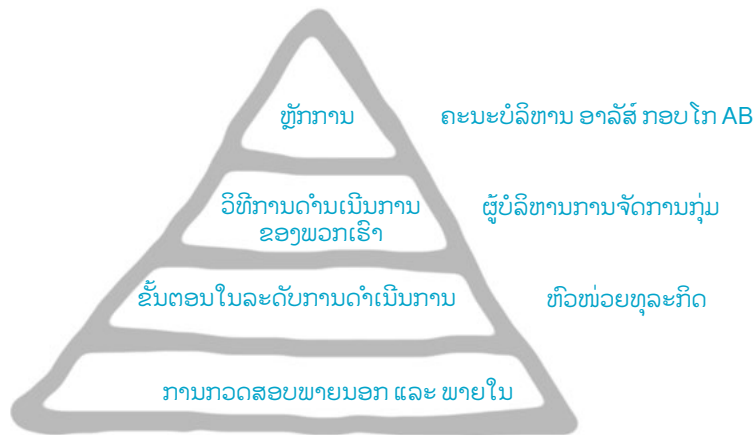 ຫຼັກການ
ຄະນະບໍລິຫານ ອາລັສ໌ ກອບໂກ AB
ວິທີການດຳເນີນການ
ຂອງພວກເຮົາ
ຜູ້ບໍລິຫານການຈັດການກຸ່ມ
ຂັ້ນຕອນໃນລະດັບການດຳເນີນການ
ຫົວໜ່ວຍທຸລະກິດ
ການກວດສອບພາຍນອກ ແລະ ພາຍໃນ